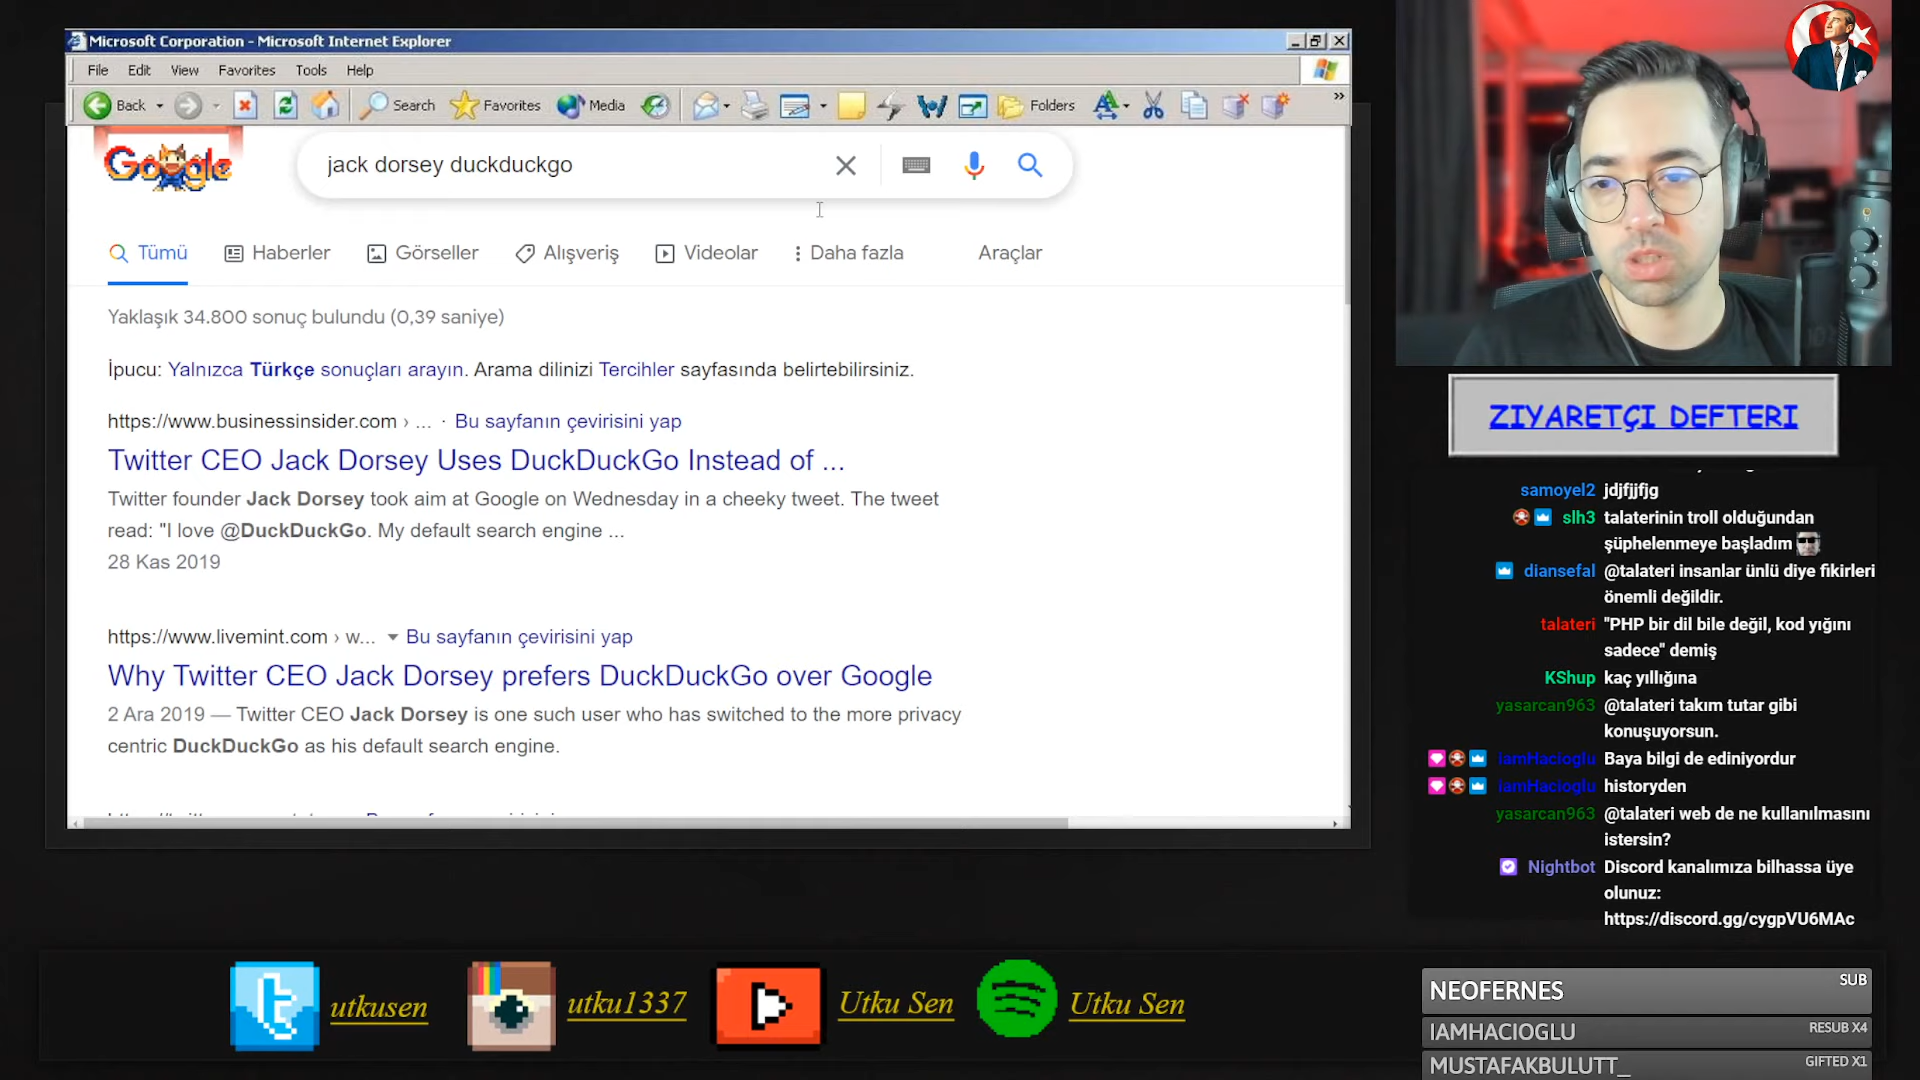 Microsoft Corporation - Microsoft Internet Explorer
File Edit View Favorites Tools Help
Back Search Favorites Media Folders »
Google
jack dorsey duckduckgo
Tümü Haberler Görseller Alışveriş Videolar Daha fazla Araçlar
Yaklaşık 34.800 sonuç bulundu (0,39 saniye)
İpucu: Yalnızca Türkçe sonuçları arayın. Arama dilinizi Tercihler sayfasında belirtebilirsiniz.
https://www.businessinsider.com › ... · Bu sayfanın çevirisini yap
Twitter CEO Jack Dorsey Uses DuckDuckGo Instead of ...
Twitter founder Jack Dorsey took aim at Google on Wednesday in a cheeky tweet. The tweet
read: "I love @DuckDuckGo. My default search engine ...
28 Kas 2019
https://www.livemint.com › w... Bu sayfanın çevirisini yap
Why Twitter CEO Jack Dorsey prefers DuckDuckGo over Google
2 Ara 2019 — Twitter CEO Jack Dorsey is one such user who has switched to the more privacy
centric DuckDuckGo as his default search engine.
ZIYARETÇI DEFTERI
samoyel2 jdjfjjfjg
slh3 talaterinin troll olduğundan
şüphelenmeye başladım
diansefal @talateri insanlar ünlü diye fikirleri
önemli değildir.
talateri "PHP bir dil bile değil, kod yığını
sadece" demiş
KShup kaç yıllığına
yasarcan963 @talateri takım tutar gibi
konuşuyorsun.
iamHacioglu Baya bilgi de ediniyordur
iamHacioglu historyden
yasarcan963 @talateri web de ne kullanılmasını
istersin?
Nightbot Discord kanalımıza bilhassa üye
olunuz:
https://discord.gg/cygpVU6MAc
utkusen utku1337 Utku Sen Utku Sen
NEOFERNES SUB
IAMHACIOGLU RESUB X4
MUSTAFAKBULUTT_ GIFTED X1